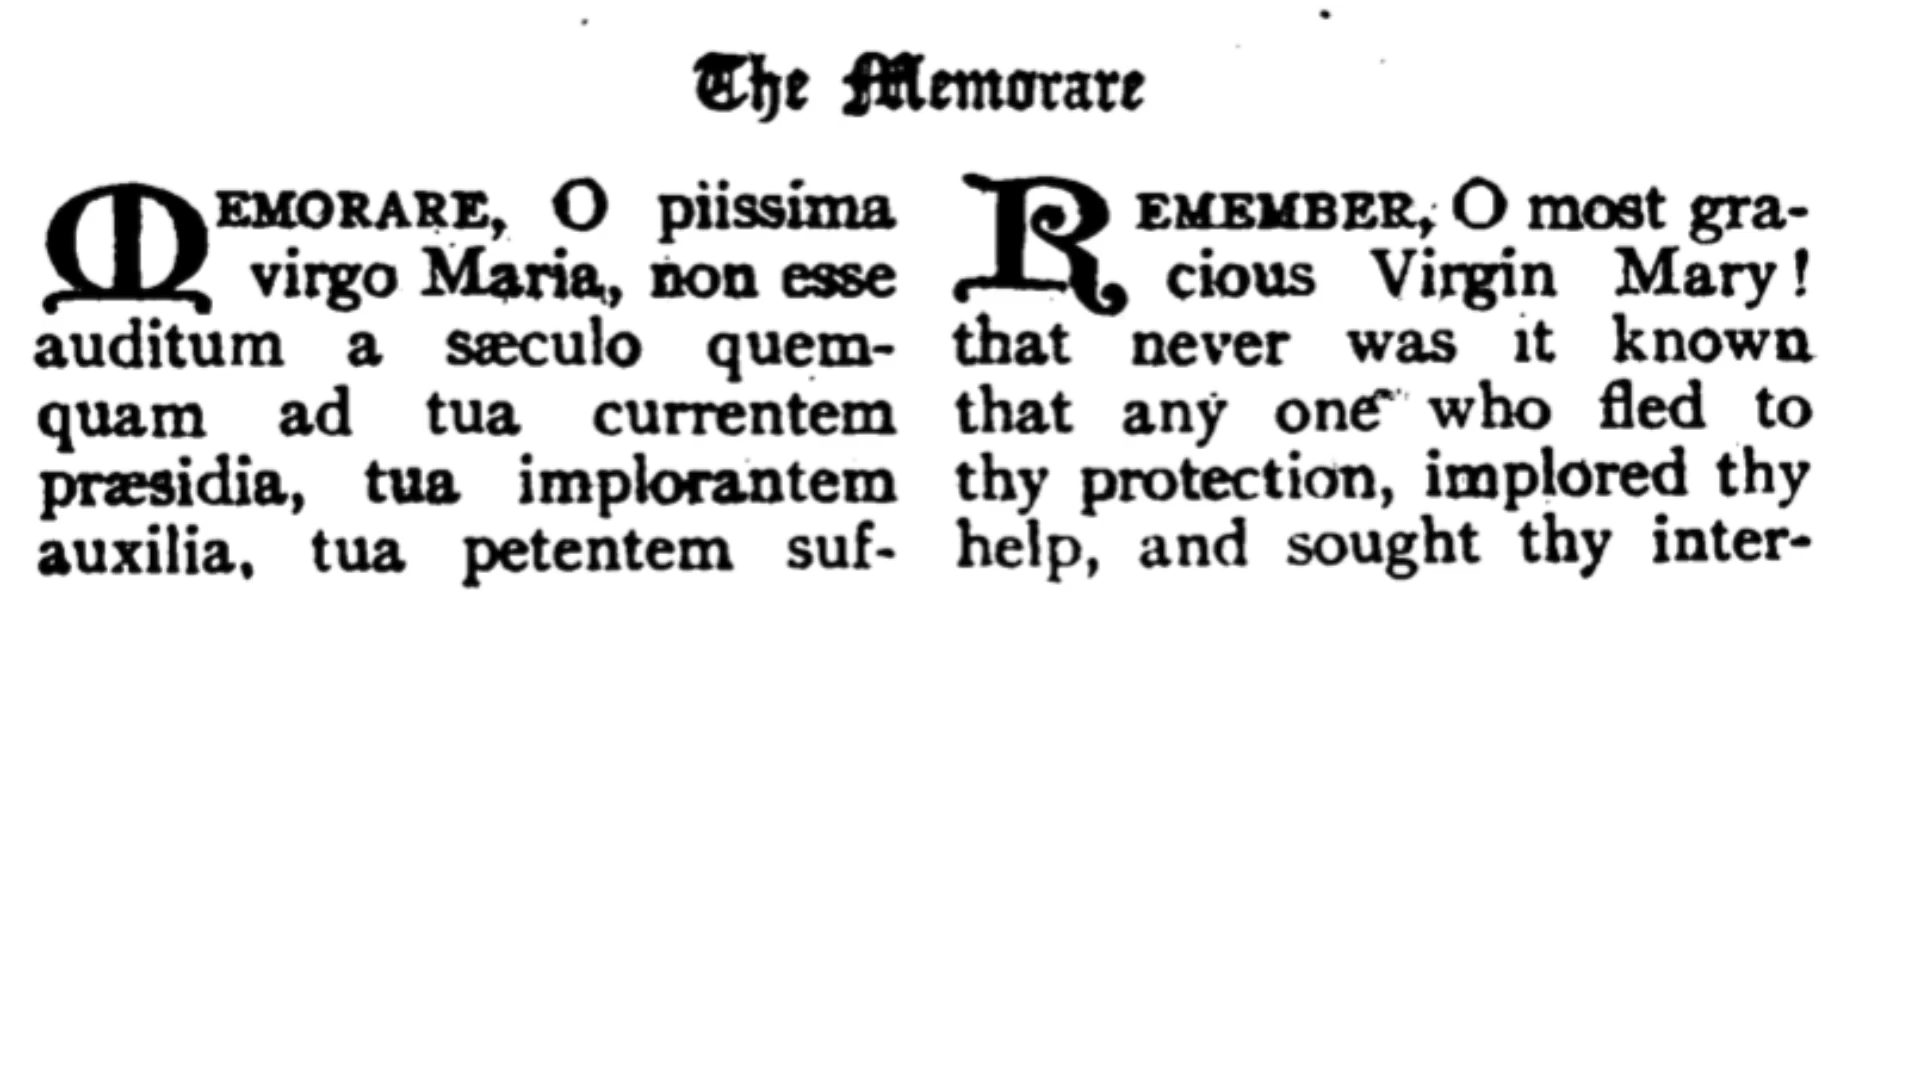 The Memorare
MEMORARE, O piissima
virgo Maria, non esse
auditum a sæculo quem-
quam ad tua currentem
præsidia, tua implorantem
auxilia, tua petentem suf-
REMEMBER, O most gra-
cious Virgin Mary!
that never was it known
that any one who fled to
thy protection, implored thy
help, and sought thy inter-